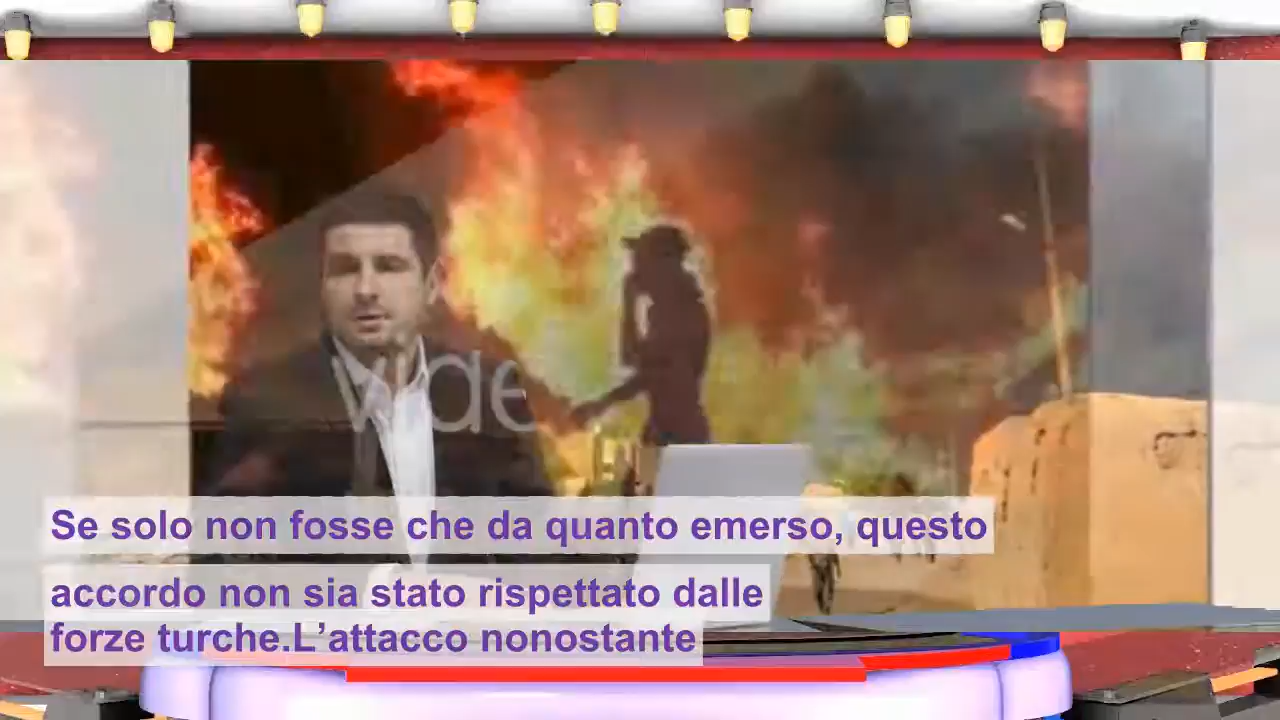 vide
Se solo non fosse che da quanto emerso, questo
accordo non sia stato rispettato dalle
forze turche.L’attacco nonostante